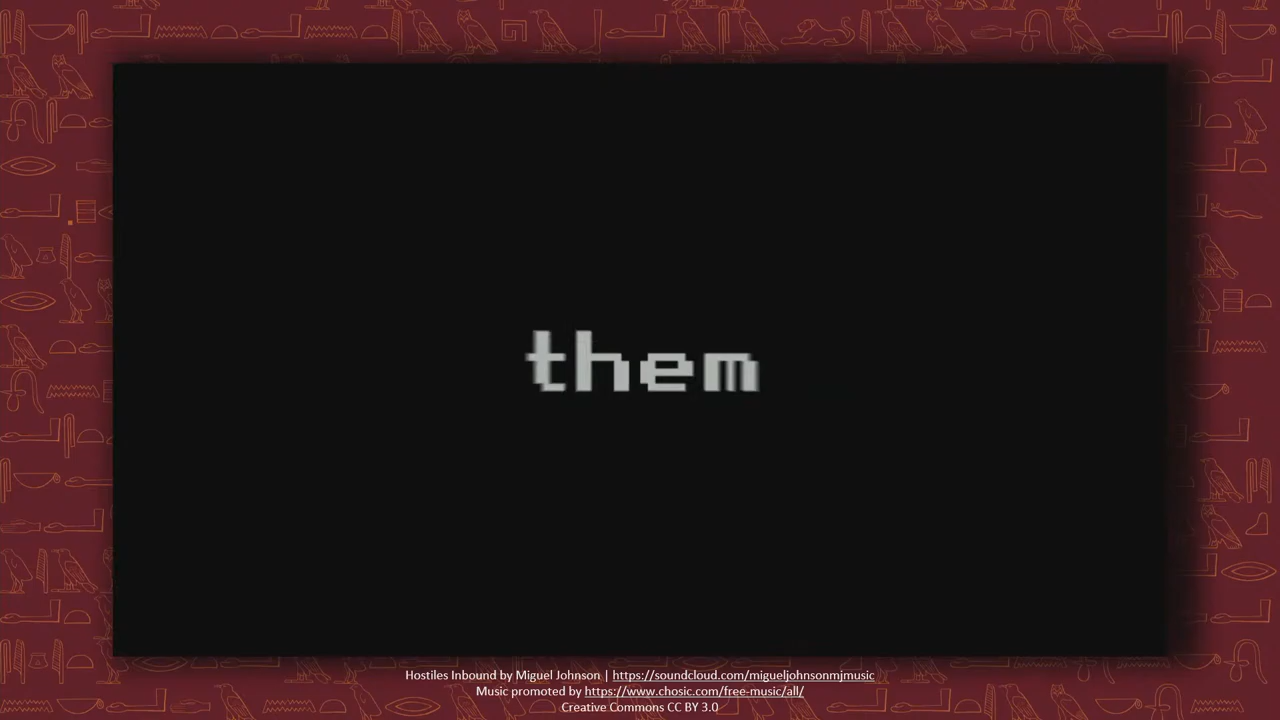 them
Hostiles Inbound by Miguel Johnson | https://soundcloud.com/migueljohnsonmjmusic
Music promoted by https://www.chosic.com/free-music/all/
Creative Commons CC BY 3.0